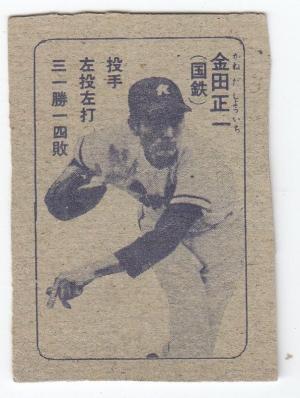 かねだしょういち
金田正一
（国鉄）
投手
左投左打
三一勝一四敗
K